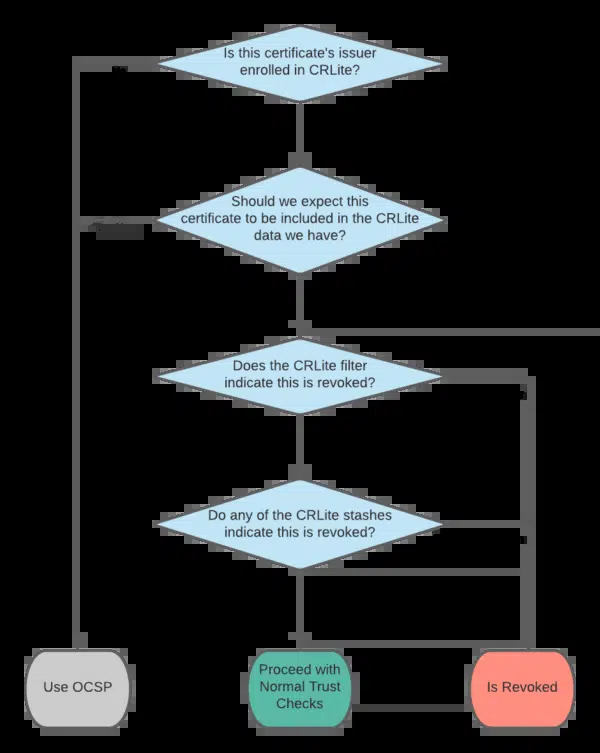 Is this certificate's issuer
enrolled in CRLite?
Should we expect this
certificate to be included in the CRLite
data we have?
Does the CRLite filter
indicate this is revoked?
Do any of the CRLite stashes
indicate this is revoked?
Use OCSP
Proceed with
Normal Trust
Checks
Is Revoked